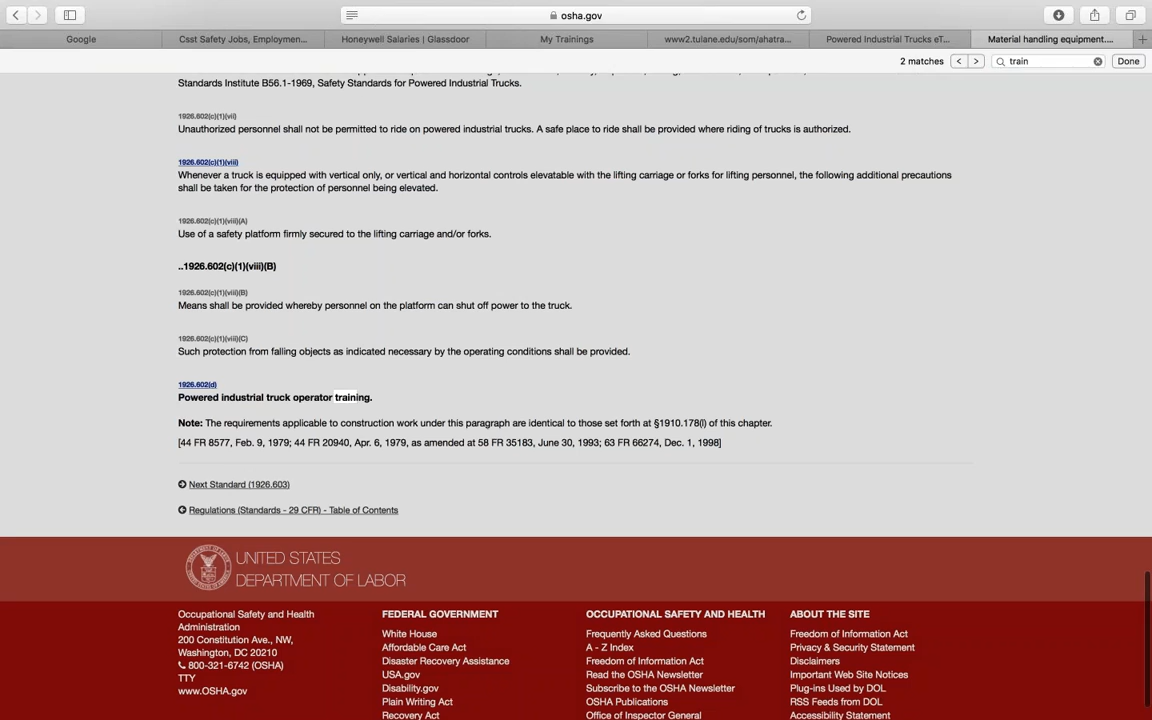 osha.gov
Google
Csst Safety Jobs, Employmen...
Honeywell Salaries | Glassdoor
My Trainings
www2.tulane.edu/som/ahatra...
Powered Industrial Trucks eT...
Material handling equipment....
2 matches
train
Done
Standards Institute B56.1-1969, Safety Standards for Powered Industrial Trucks.
1926.602(c)(1)(vii)
Unauthorized personnel shall not be permitted to ride on powered industrial trucks. A safe place to ride shall be provided where riding of trucks is authorized.
1926.602(c)(1)(viii)
Whenever a truck is equipped with vertical only, or vertical and horizontal controls elevatable with the lifting carriage or forks for lifting personnel, the following additional precautions
shall be taken for the protection of personnel being elevated.
1926.602(c)(1)(viii)(A)
Use of a safety platform firmly secured to the lifting carriage and/or forks.
..1926.602(c)(1)(viii)(B)
1926.602(c)(1)(viii)(B)
Means shall be provided whereby personnel on the platform can shut off power to the truck.
1926.602(c)(1)(viii)(C)
Such protection from falling objects as indicated necessary by the operating conditions shall be provided.
1926.602(d)
Powered industrial truck operator training.
Note: The requirements applicable to construction work under this paragraph are identical to those set forth at §1910.178(l) of this chapter.
[44 FR 8577, Feb. 9, 1979; 44 FR 20940, Apr. 6, 1979, as amended at 58 FR 35183, June 30, 1993; 63 FR 66274, Dec. 1, 1998]
Next Standard (1926.603)
Regulations (Standards - 29 CFR) - Table of Contents
UNITED STATES
DEPARTMENT OF LABOR
Occupational Safety and Health
Administration
200 Constitution Ave., NW,
Washington, DC 20210
800-321-6742 (OSHA)
TTY
www.OSHA.gov
FEDERAL GOVERNMENT
White House
Affordable Care Act
Disaster Recovery Assistance
USA.gov
Disability.gov
Plain Writing Act
Recovery Act
OCCUPATIONAL SAFETY AND HEALTH
Frequently Asked Questions
A - Z Index
Freedom of Information Act
Read the OSHA Newsletter
Subscribe to the OSHA Newsletter
OSHA Publications
Office of Inspector General
ABOUT THE SITE
Freedom of Information Act
Privacy & Security Statement
Disclaimers
Important Web Site Notices
Plug-ins Used by DOL
RSS Feeds from DOL
Accessibility Statement